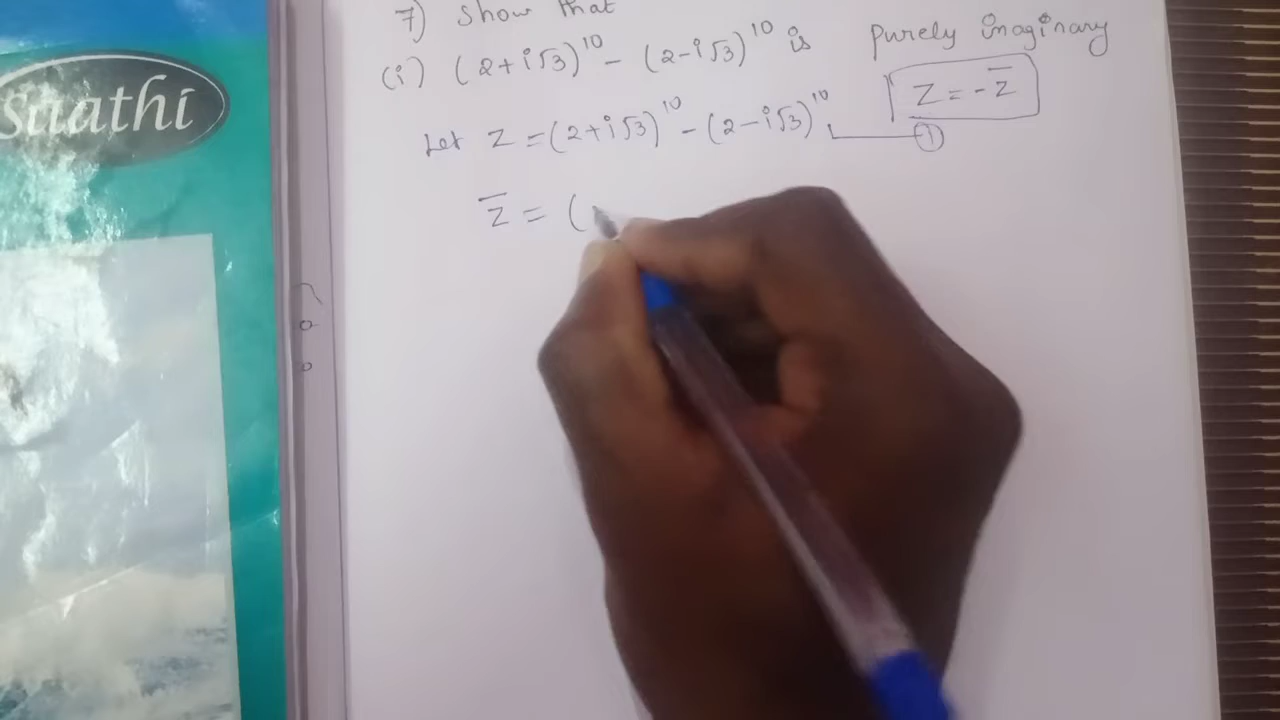 Saathi
7) Show that
(i) (2+i√3)¹⁰ - (2-i√3)¹⁰ is purely imaginary
Z = -z̅
Let Z = (2+i√3)¹⁰ - (2-i√3)¹⁰ ①
z̅ = (